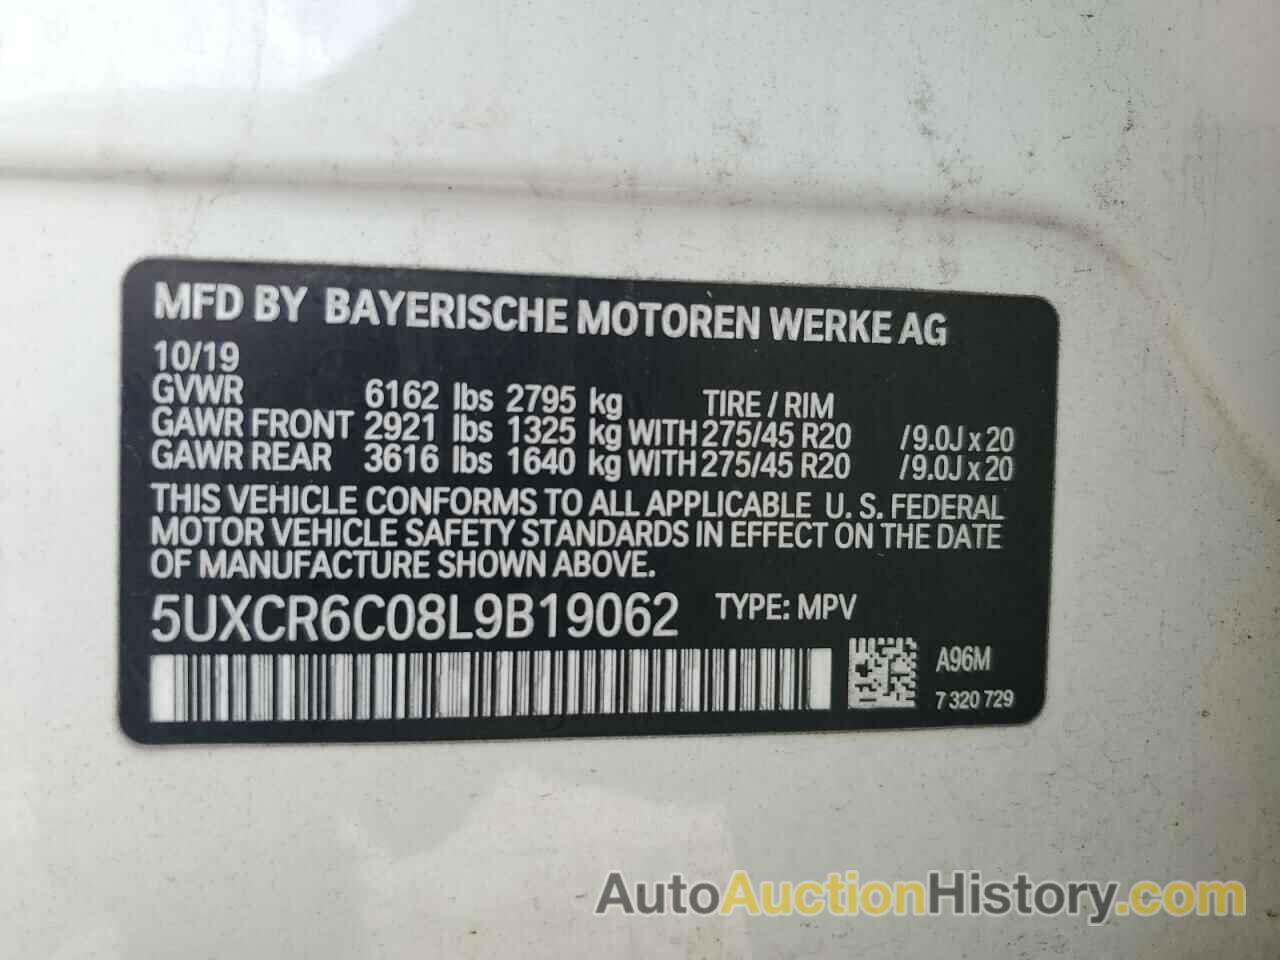 MFD BY BAYERISCHE MOTOREN WERKE AG
10/19
GVWR 6162 lbs 2795 kg TIRE / RIM
GAWR FRONT 2921 lbs 1325 kg WITH 275/45 R20 /9.0J x 20
GAWR REAR 3616 lbs 1640 kg WITH 275/45 R20 /9.0J x 20
THIS VEHICLE CONFORMS TO ALL APPLICABLE U. S. FEDERAL
MOTOR VEHICLE SAFETY STANDARDS IN EFFECT ON THE DATE
OF MANUFACTURE SHOWN ABOVE.
5UXCR6C08L9B19062 TYPE: MPV
A96M
7 320 729
AutoAuctionHistory.com